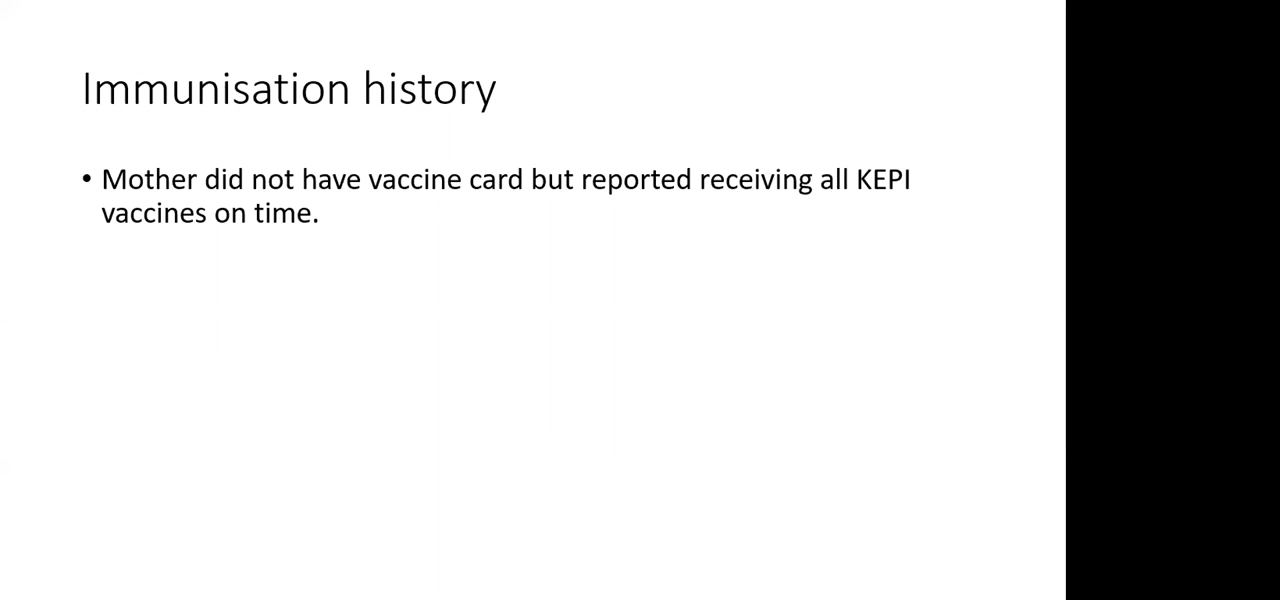 Immunisation history
• Mother did not have vaccine card but reported receiving all KEPI
vaccines on time.